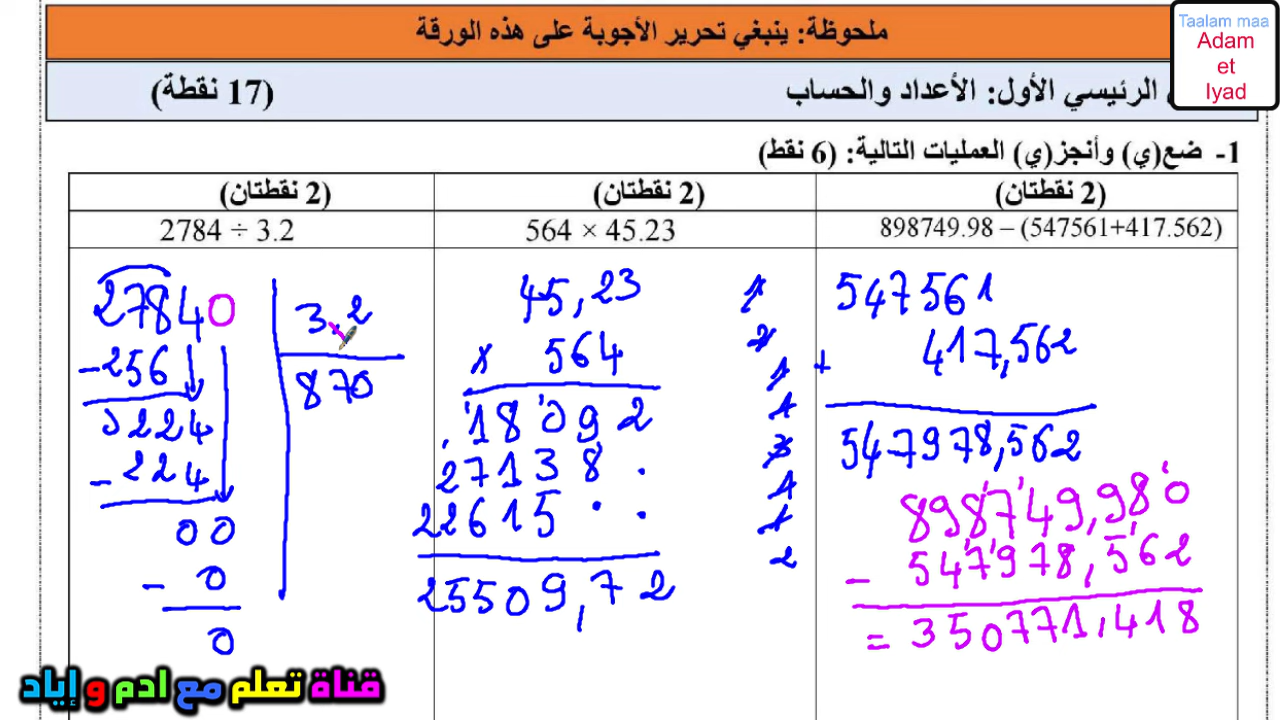 ملحوظة: ينبغي تحرير الأجوبة على هذه الورقة
Taalam maa
Adam
et
Iyad
الرئيسي الأول: الأعداد والحساب (17 نقطة)
1- ضع(ي) وأنجز(ي) العمليات التالية: (6 نقط)
(2 نقطتان) (2 نقطتان) (2 نقطتان)
898749.98 – (547561+417.562)
564 × 45.23
2784 ÷ 3.2
547561
+ 417,562
547978,562
898749,980
- 547978,562
= 350771,418
45,23
x 564
18092
27138 .
22615 . .
25509,72
27840 3,2
-256 870
0224
-224
00
- 0
0
قناة تعلم مع ادم و إياد